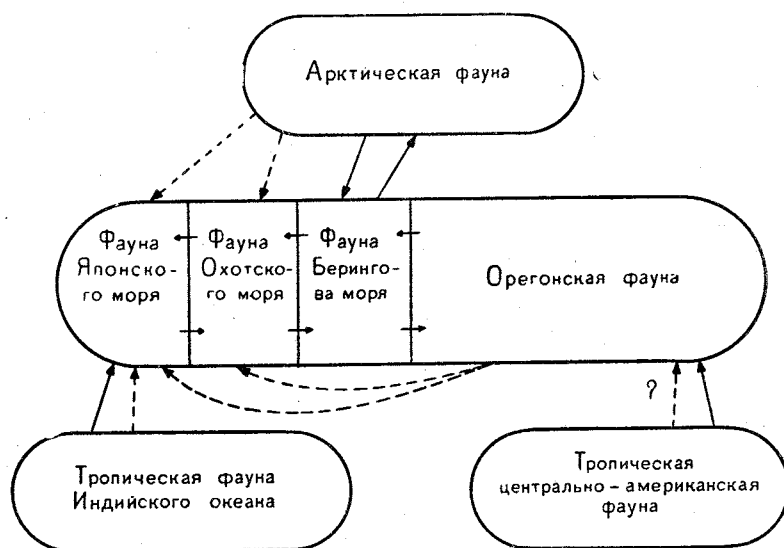 Арктическая фауна
Фауна
Японско-
го моря
Фауна
Охотско-
го моря
Фауна
Беринго-
ва моря
Орегонская фауна
?
Тропическая фауна
Индийского океана
Тропическая
центрально-американская
фауна